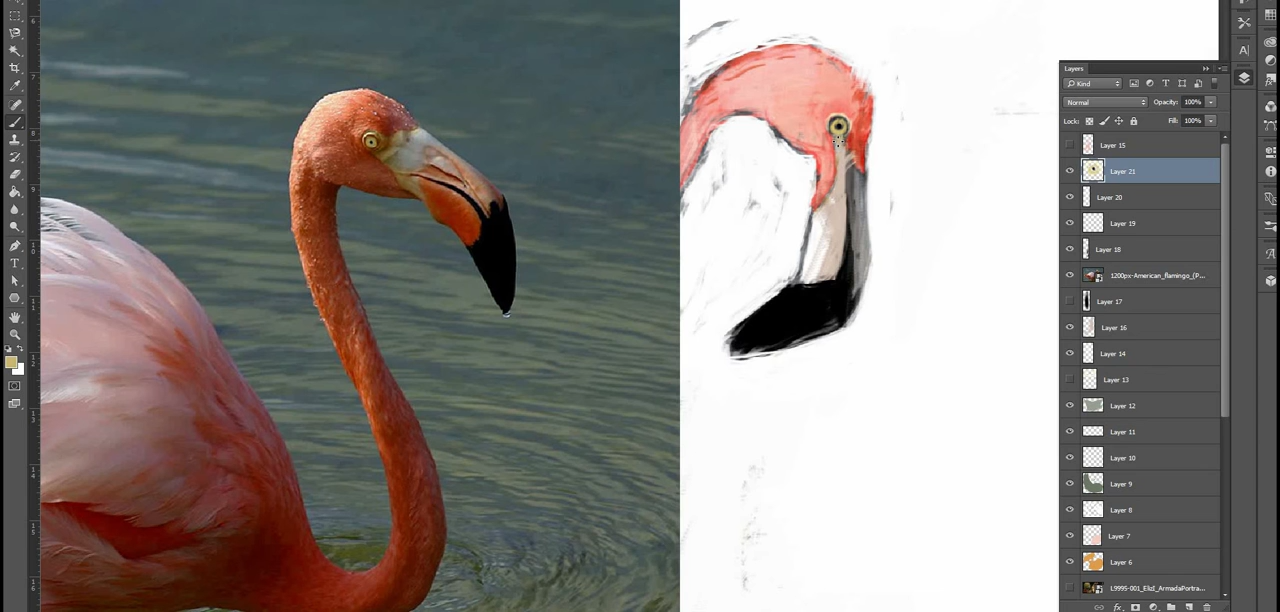 Layers
Kind
Normal Opacity: 100%
Lock: Fill: 100%
Layer 15
Layer 21
Layer 20
Layer 19
Layer 18
1200px-American_flamingo_(P...
Layer 17
Layer 16
Layer 14
Layer 13
Layer 12
Layer 11
Layer 10
Layer 9
Layer 8
Layer 7
Layer 6
L9995-001_ElizI_ArmadaPortra...